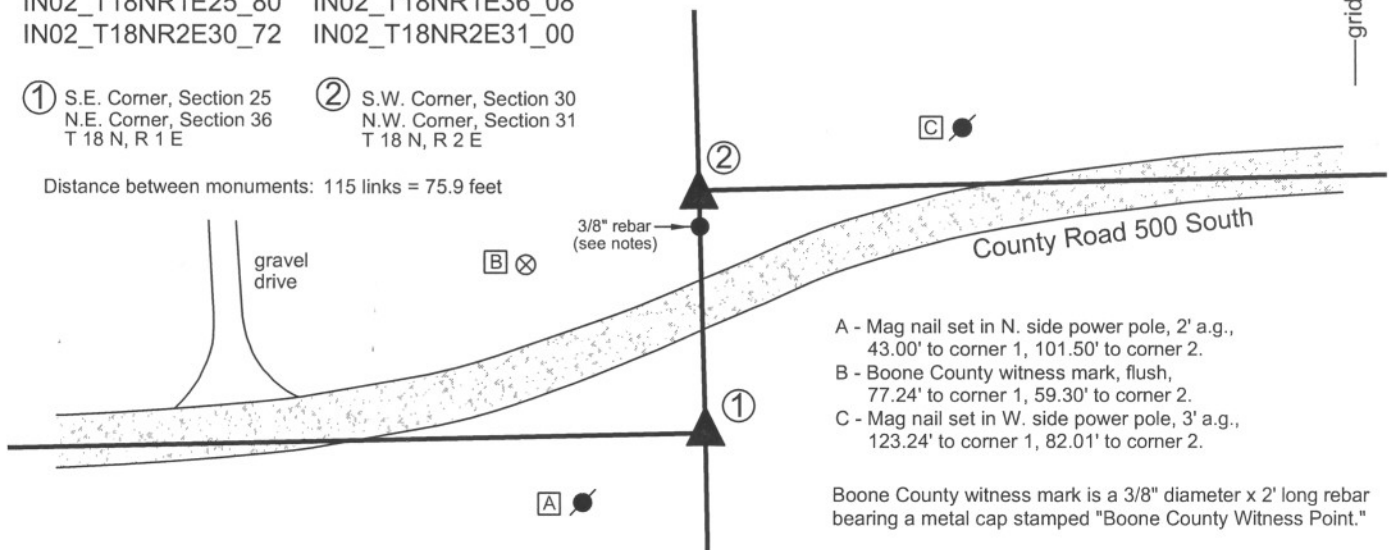 IN02_T18NR1E25_80 IN02_T18NR1E36_08
IN02_T18NR2E30_72 IN02_T18NR2E31_00
1 S.E. Corner, Section 25
N.E. Corner, Section 36
T 18 N, R 1 E
2 S.W. Corner, Section 30
N.W. Corner, Section 31
T 18 N, R 2 E
Distance between monuments: 115 links = 75.9 feet
grid
C
2
3/8" rebar
(see notes)
gravel
drive
B
County Road 500 South
1
A
A - Mag nail set in N. side power pole, 2' a.g.,
43.00' to corner 1, 101.50' to corner 2.
B - Boone County witness mark, flush,
77.24' to corner 1, 59.30' to corner 2.
C - Mag nail set in W. side power pole, 3' a.g.,
123.24' to corner 1, 82.01' to corner 2.
Boone County witness mark is a 3/8" diameter x 2' long rebar
bearing a metal cap stamped "Boone County Witness Point."